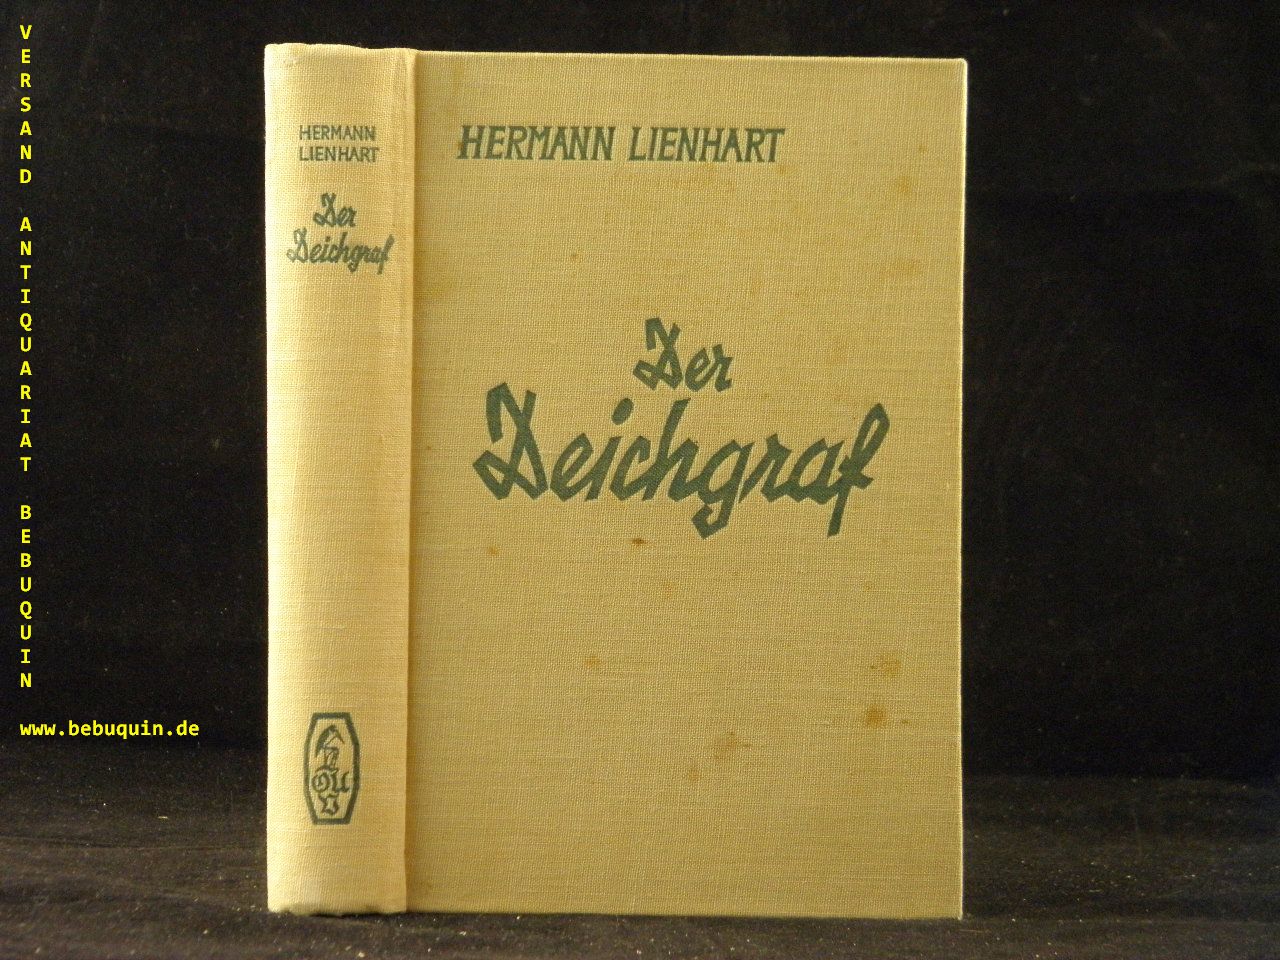 VERSAND ANTIQUARIAT BEBUQUIN
www.bebuquin.de
HERMANN
LIENHART
Der
Deichgraf
HERMANN LIENHART
Der
Deichgraf